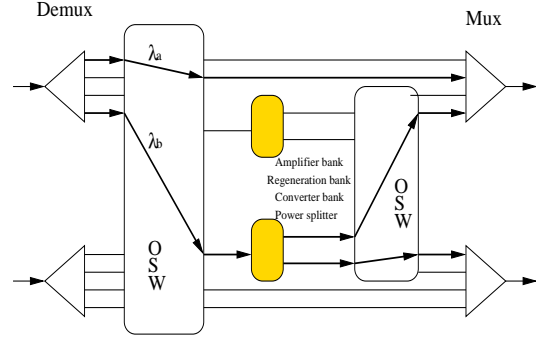 Demux
Mux
λa
λb
Amplifier bank
Regeneration bank
Converter bank
Power splitter
O
S
W
O
S
W